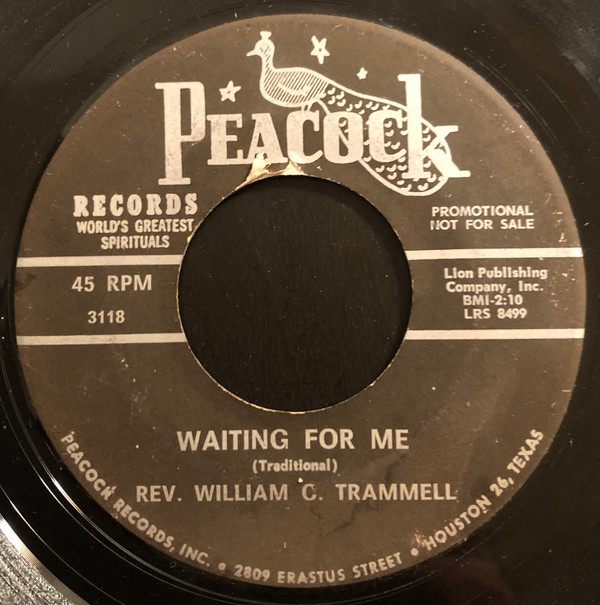 PEACOCK
RECORDS
WORLD'S GREATEST
SPIRITUALS
PROMOTIONAL
NOT FOR SALE
45 RPM
3118
Lion Publishing
Company, Inc.
BMI-2:10
LRS 8499
WAITING FOR ME
(Traditional)
REV. WILLIAM C. TRAMMELL
PEACOCK RECORDS, INC. • 2809 ERASTUS STREET • HOUSTON 26, TEXAS